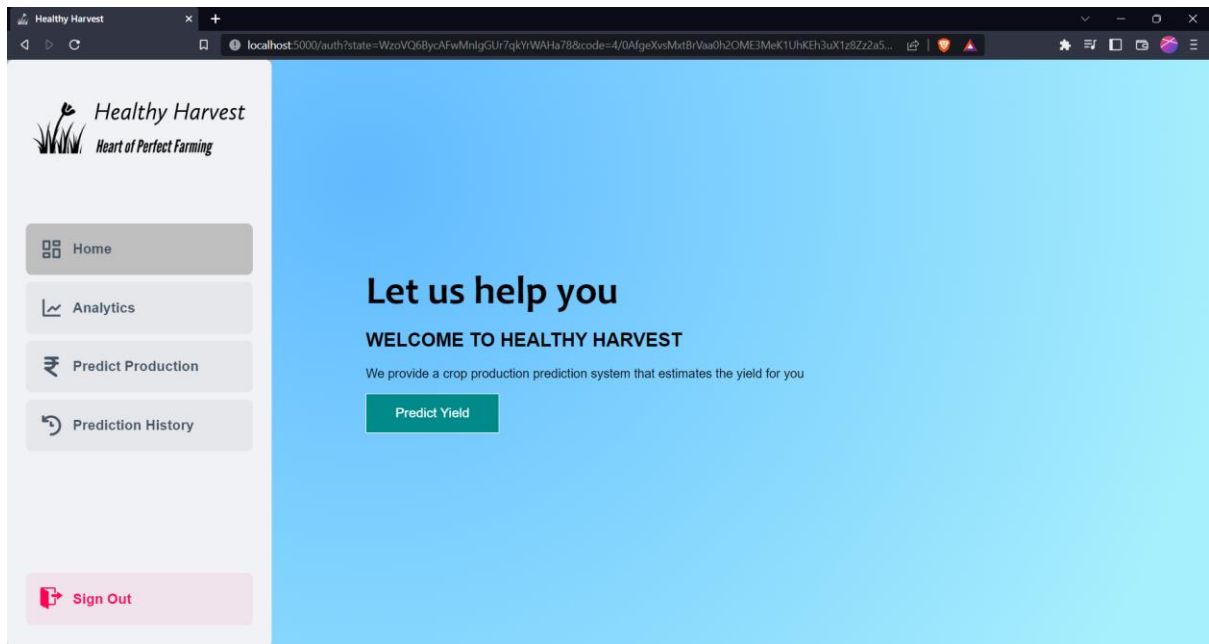 Healthy Harvest
localhost:5000/auth?state=WzoVQ6BycAFwMnIgGUr7qkYrWAHa78&code=4/0AfgeXvsMxtBrVaa0h2OME3MeK1UhKEh3uX1z8Zz2a5...
Healthy Harvest
Heart of Perfect Farming
Home
Analytics
Predict Production
Prediction History
Sign Out
Let us help you
WELCOME TO HEALTHY HARVEST
We provide a crop production prediction system that estimates the yield for you
Predict Yield